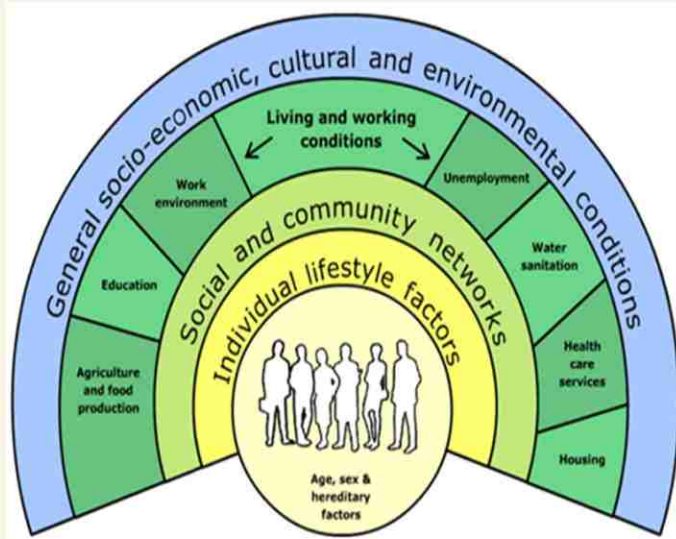 General socio-economic, cultural and environmental conditions
Living and working
conditions
Work
environment
Unemployment
Education
Water
sanitation
Agriculture
and food
production
Health
care
services
Housing
Social and community networks
Individual lifestyle factors
Age, sex &
hereditary
factors